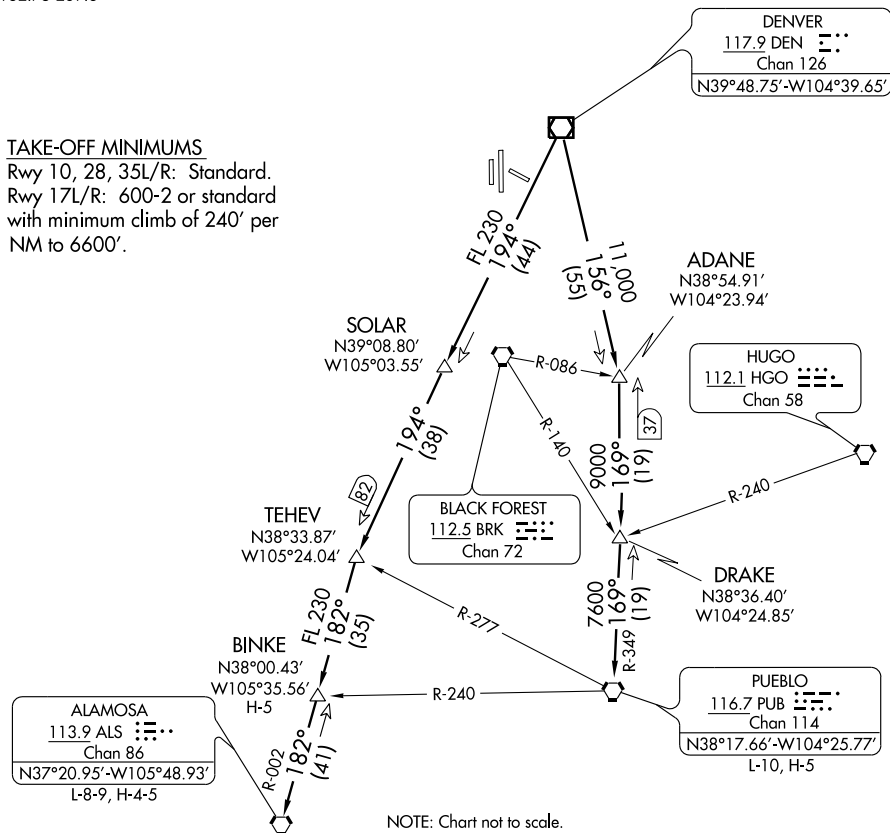 DENVER
117.9 DEN
Chan 126
N39°48.75'-W104°39.65'
TAKE-OFF MINIMUMS
Rwy 10, 28, 35L/R: Standard.
Rwy 17L/R: 600-2 or standard
with minimum climb of 240' per
NM to 6600'.
FL 230
194°
(44)
11,000
156°
(55)
ADANE
N38°54.91'
W104°23.94'
SOLAR
N39°08.80'
W105°03.55'
R-086
HUGO
112.1 HGO
Chan 58
194°
(38)
R-140
37
9000
169°
(19)
R-240
82
BLACK FOREST
112.5 BRK
Chan 72
TEHEV
N38°33.87'
W105°24.04'
DRAKE
N38°36.40'
W104°24.85'
FL 230
182°
(35)
R-277
7600
169°
(19)
R-349
BINKE
N38°00.43'
W105°35.56'
H-5
R-240
PUEBLO
116.7 PUB
Chan 114
N38°17.66'-W104°25.77'
L-10, H-5
ALAMOSA
113.9 ALS
Chan 86
N37°20.95'-W105°48.93'
L-8-9, H-4-5
R-002
182°
(41)
NOTE: Chart not to scale.